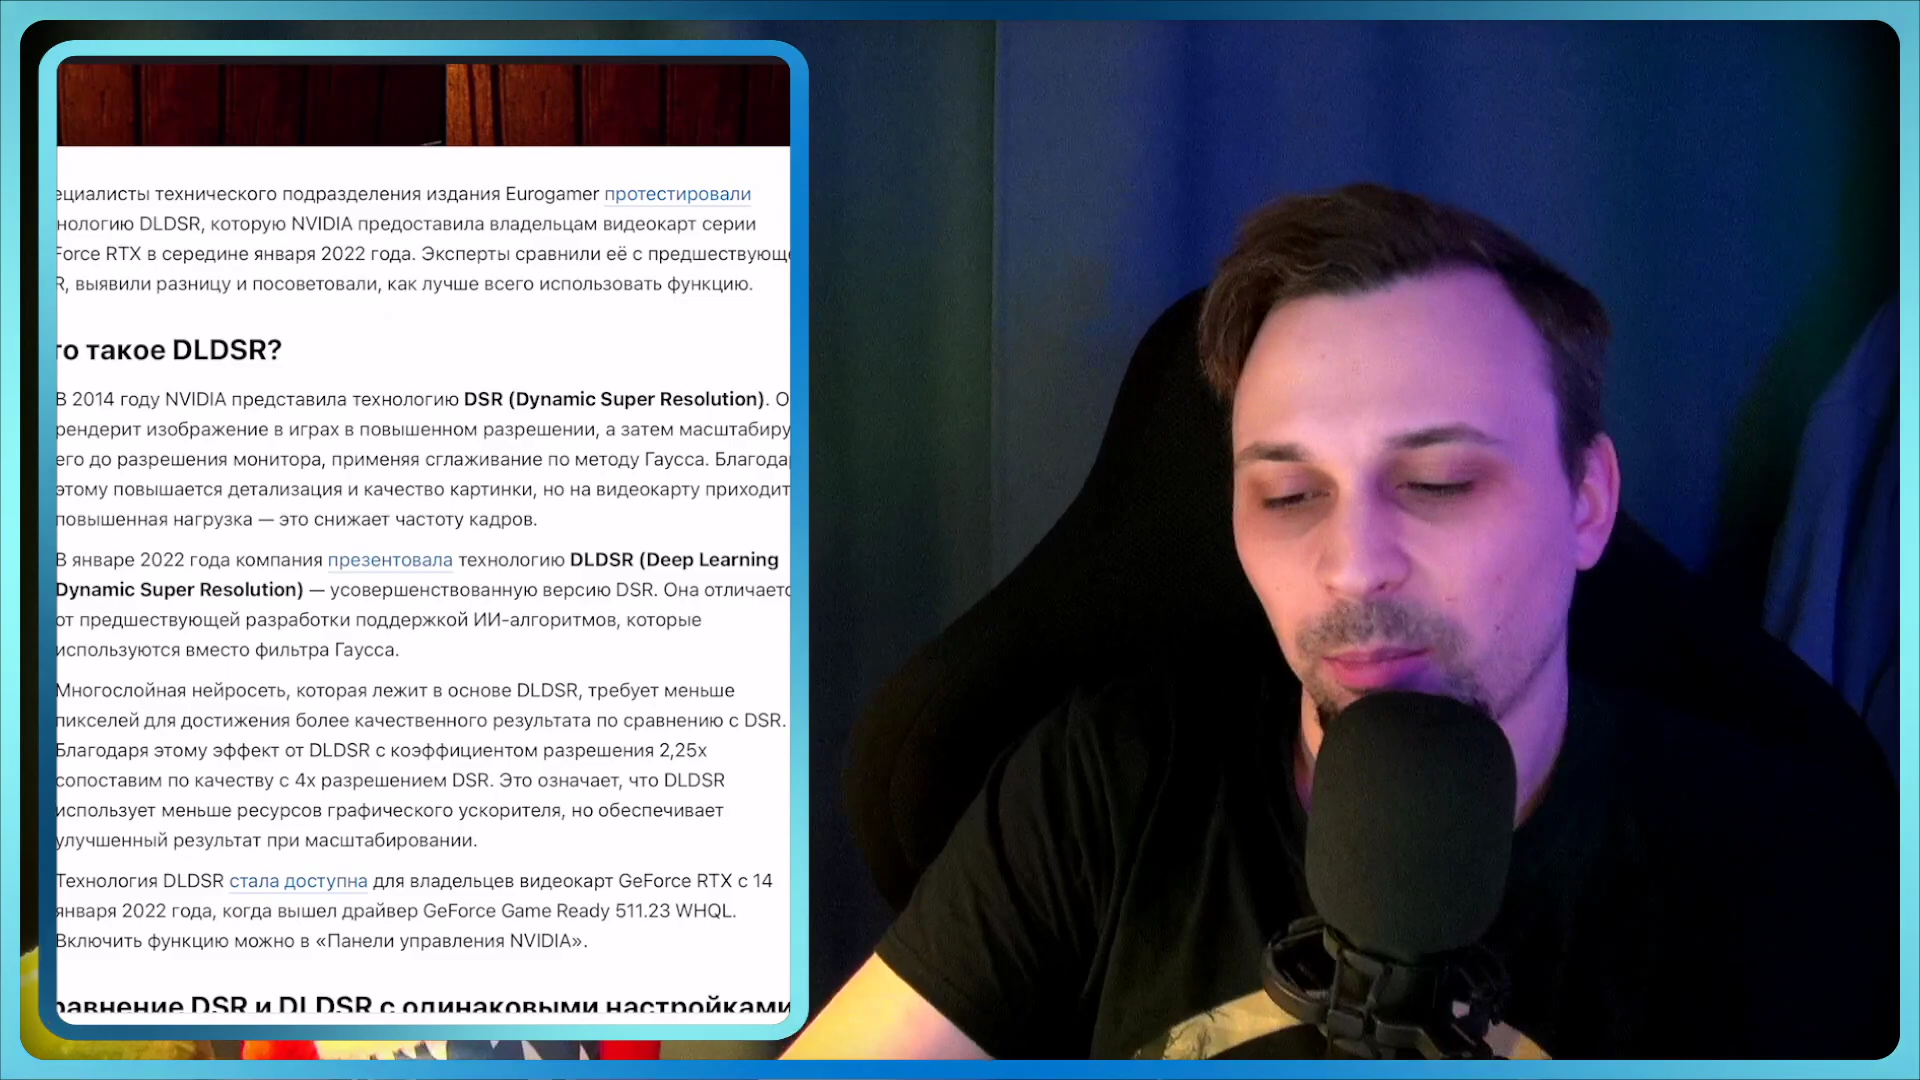 ециалисты технического подразделения издания Eurogamer протестировали
нологию DLDSR, которую NVIDIA предоставила владельцам видеокарт серии
Force RTX в середине января 2022 года. Эксперты сравнили её с предшествующ
R, выявили разницу и посоветовали, как лучше всего использовать функцию.
то такое DLDSR?
В 2014 году NVIDIA представила технологию DSR (Dynamic Super Resolution). О
рендерит изображение в играх в повышенном разрешении, а затем масштабиру
его до разрешения монитора, применяя сглаживание по методу Гаусса. Благода
этому повышается детализация и качество картинки, но на видеокарту приходит
повышенная нагрузка — это снижает частоту кадров.
В январе 2022 года компания презентовала технологию DLDSR (Deep Learning
Dynamic Super Resolution) — усовершенствованную версию DSR. Она отличает
от предшествующей разработки поддержкой ИИ-алгоритмов, которые
используются вместо фильтра Гаусса.
Многослойная нейросеть, которая лежит в основе DLDSR, требует меньше
пикселей для достижения более качественного результата по сравнению с DSR.
Благодаря этому эффект от DLDSR с коэффициентом разрешения 2,25x
сопоставим по качеству с 4x разрешением DSR. Это означает, что DLDSR
использует меньше ресурсов графического ускорителя, но обеспечивает
улучшенный результат при масштабировании.
Технология DLDSR стала доступна для владельцев видеокарт GeForce RTX с 14
января 2022 года, когда вышел драйвер GeForce Game Ready 511.23 WHQL.
Включить функцию можно в «Панели управления NVIDIA».
равнение DSR и DLDSR с одинаковыми настройками